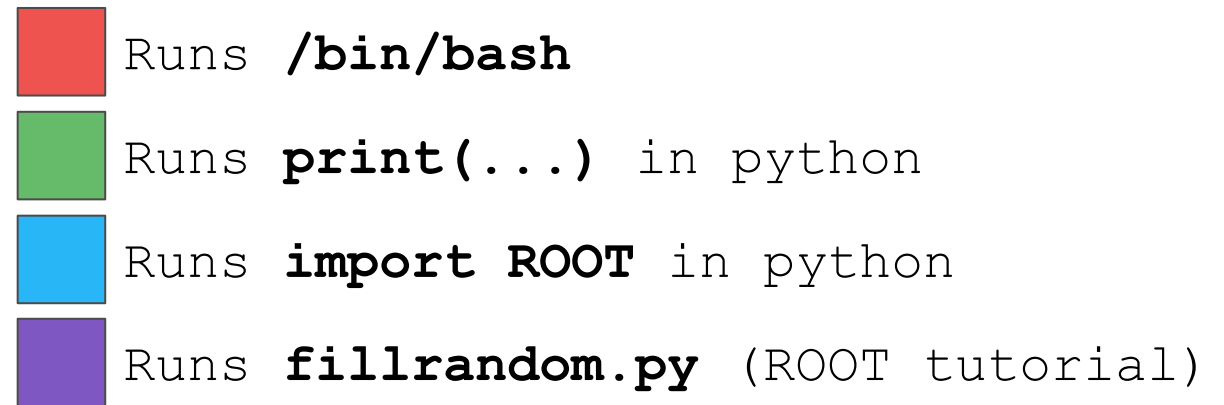 Runs /bin/bash
Runs print(...) in python
Runs import ROOT in python
Runs fillrandom.py (ROOT tutorial)